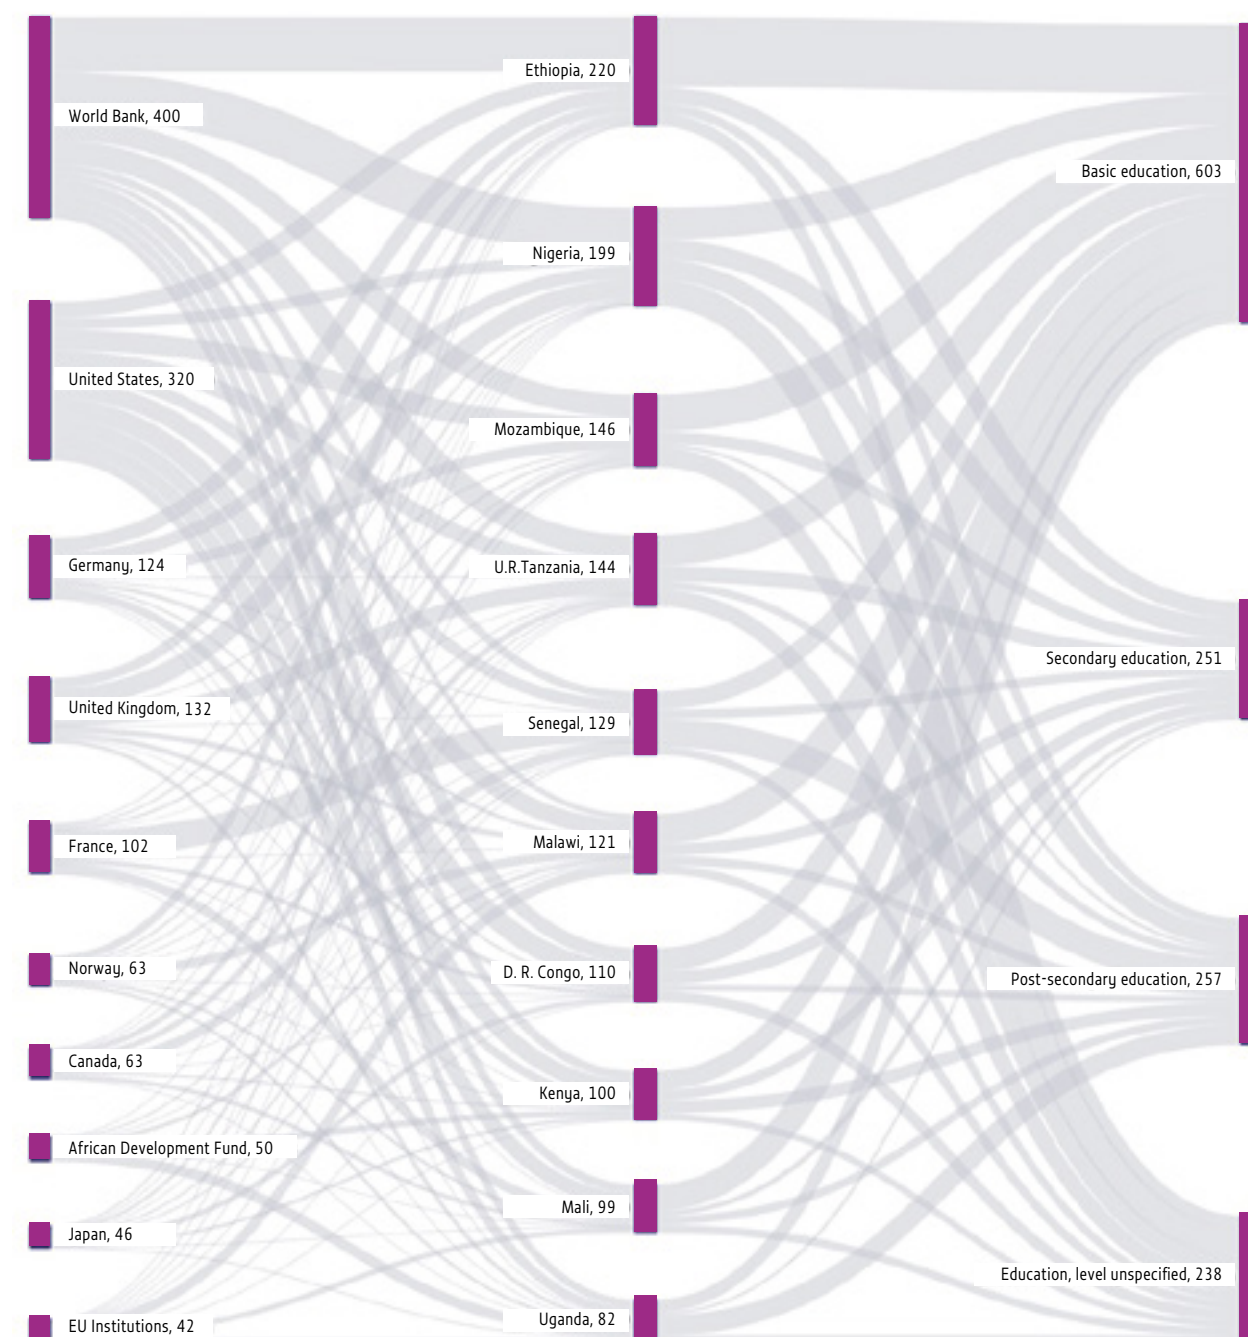 World Bank, 400
United States, 320
Germany, 124
United Kingdom, 132
France, 102
Norway, 63
Canada, 63
African Development Fund, 50
Japan, 46
EU Institutions, 42
Ethiopia, 220
Nigeria, 199
Mozambique, 146
U.R.Tanzania, 144
Senegal, 129
Malawi, 121
D. R. Congo, 110
Kenya, 100
Mali, 99
Uganda, 82
Basic education, 603
Secondary education, 251
Post-secondary education, 257
Education, level unspecified, 238